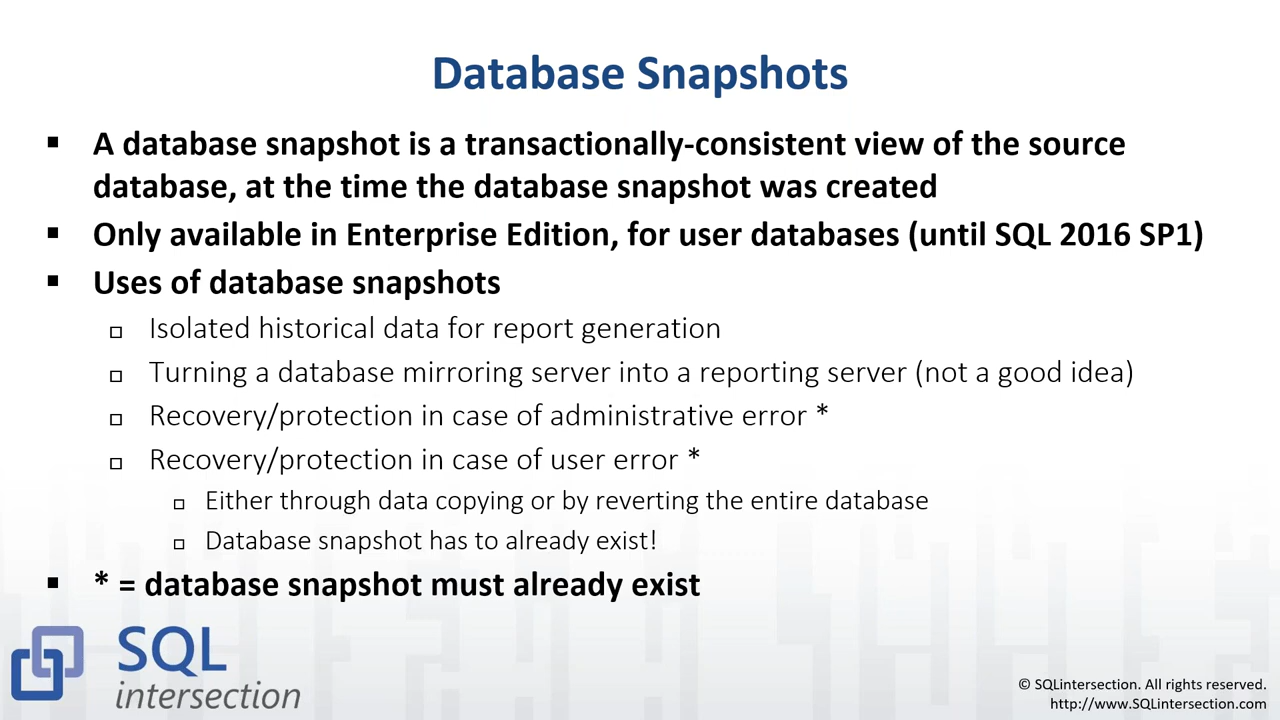 Database Snapshots
▪ A database snapshot is a transactionally-consistent view of the source
database, at the time the database snapshot was created
▪ Only available in Enterprise Edition, for user databases (until SQL 2016 SP1)
▪ Uses of database snapshots
▫ Isolated historical data for report generation
▫ Turning a database mirroring server into a reporting server (not a good idea)
▫ Recovery/protection in case of administrative error *
▫ Recovery/protection in case of user error *
▫ Either through data copying or by reverting the entire database
▫ Database snapshot has to already exist!
▪ * = database snapshot must already exist
SQL
intersection
© SQLintersection. All rights reserved.
http://www.SQLintersection.com